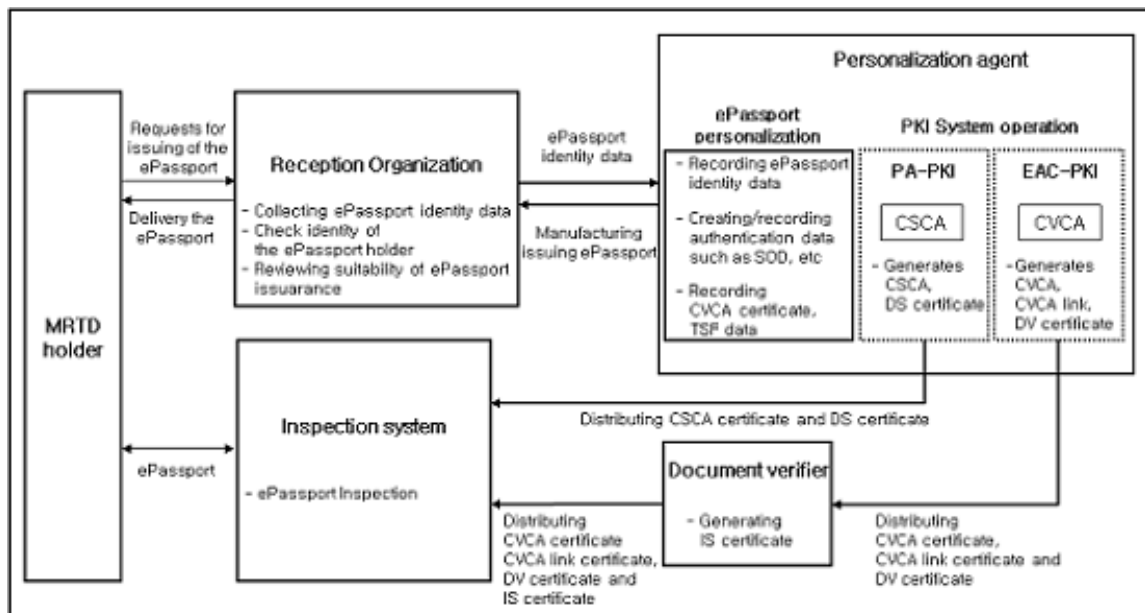 Personalization agent
MRTD
holder
Requests for
issuing of the
ePassport
Delivery the
ePassport
Reception Organization
- Collecting ePassport identity data
- Check identity of
the ePassport holder
- Reviewing suitability of ePassport
issuarance
ePassport
identity data
Manufacturing
issuing ePassport
ePassport
personalization
- Recording ePassport
identity data
- Creating/recording
authentication data
such as SOD, etc
- Recording
CVCA certificate,
TSF data
PKI System operation
PA-PKI
CSCA
- Generates
CSCA,
DS certificate
EAC-PKI
CVCA
- Generates
CVCA,
CVCA link,
DV certificate
Distributing CSCA certificate and DS certificate
ePassport
Inspection system
- ePassport Inspection
Distributing
CVCA certificate
CVCA link certificate,
DV certificate and
IS certificate
Document verifier
- Generating
IS certificate
Distributing
CVCA certificate,
CVCA link certificate and
DV certificate